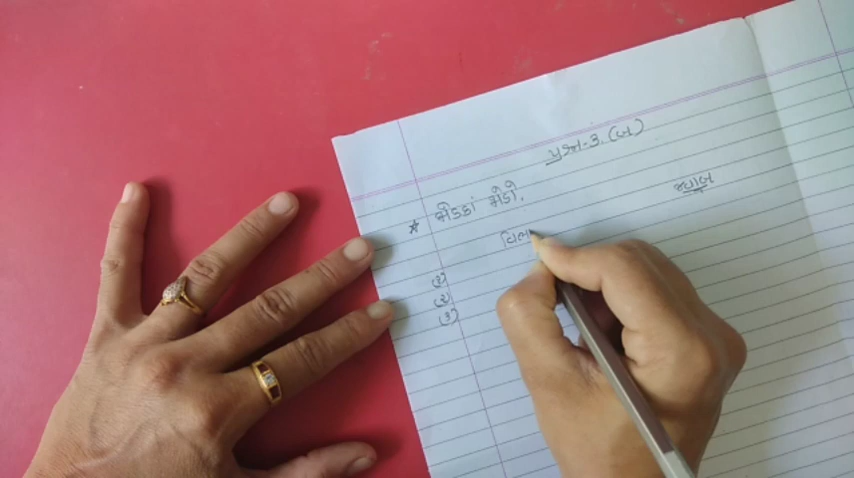 પ્રશ્ન-૩.(બ)
* જોડકાં જોડો.
જવાબ
વિભા
(૧)
(૨)
(૩)